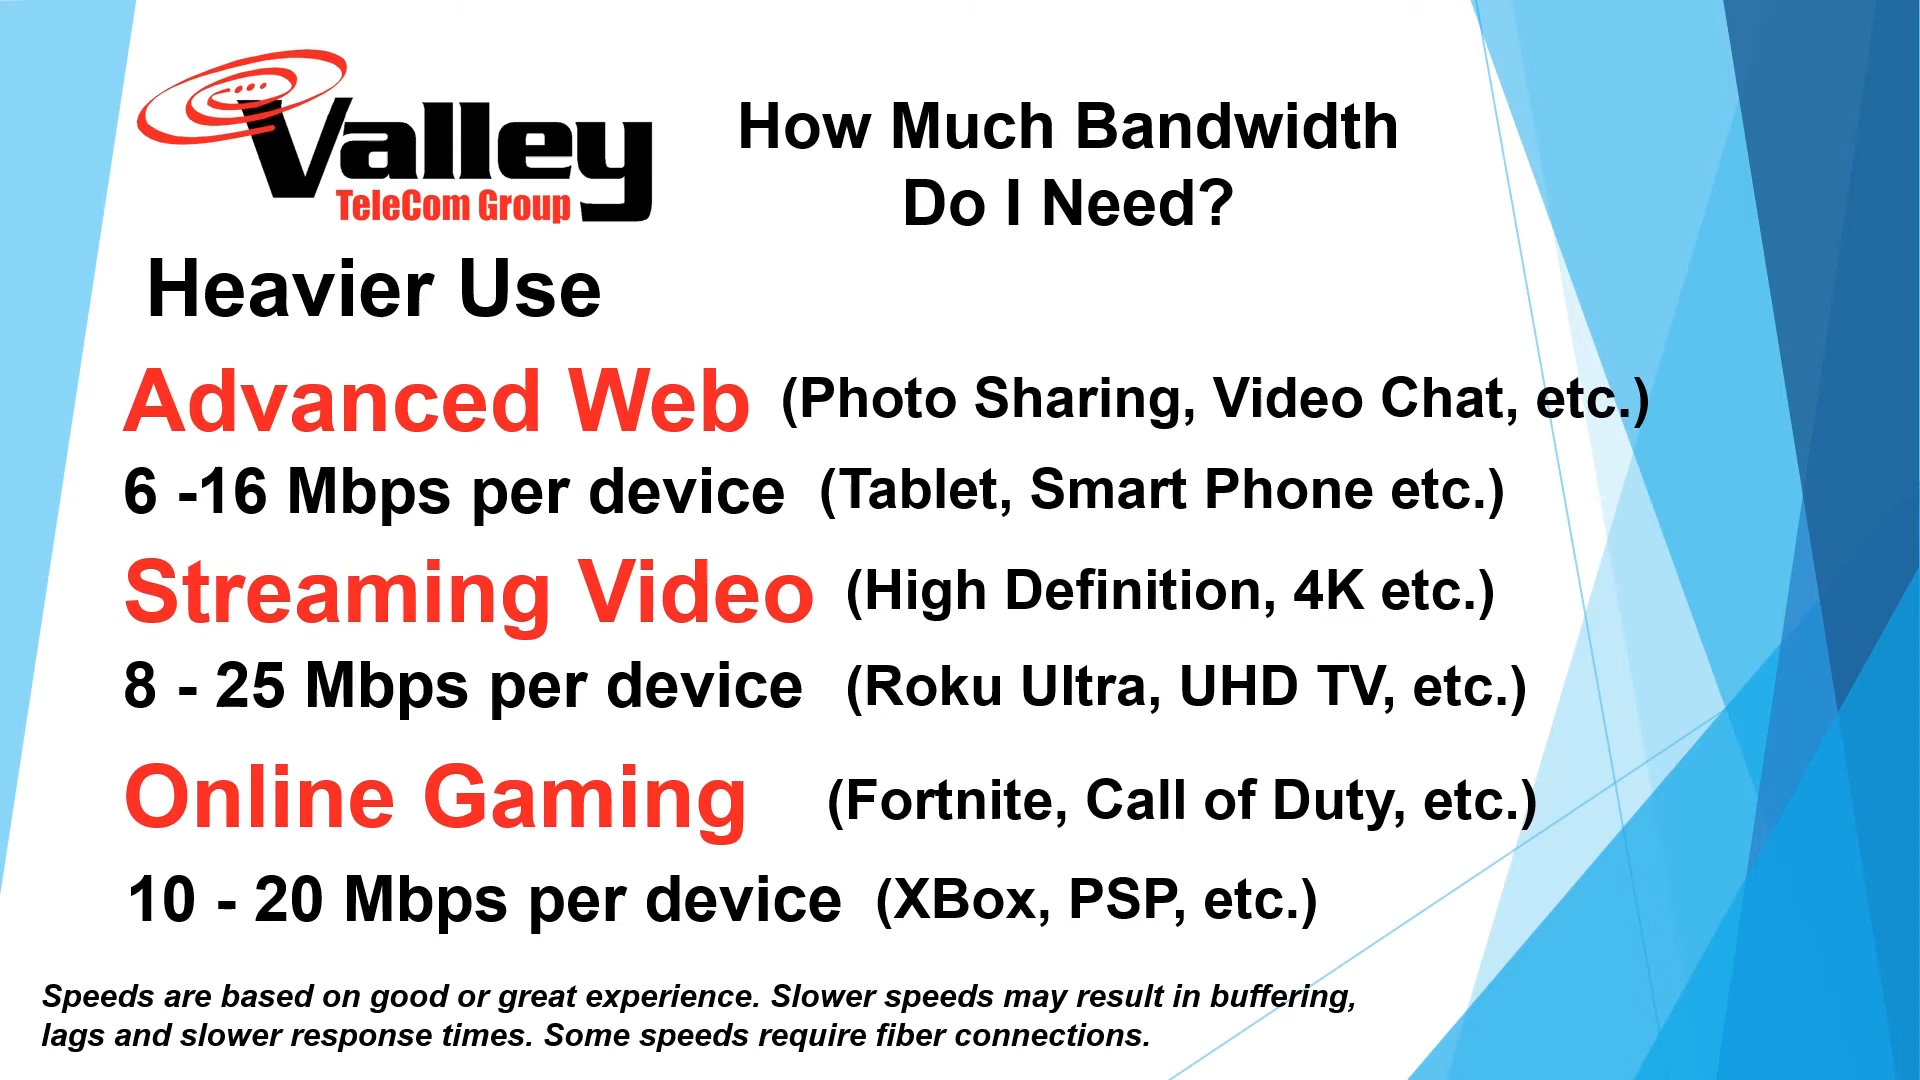 Valley
TeleCom Group
How Much Bandwidth
Do I Need?
Heavier Use
Advanced Web (Photo Sharing, Video Chat, etc.)
6 -16 Mbps per device (Tablet, Smart Phone etc.)
Streaming Video (High Definition, 4K etc.)
8 - 25 Mbps per device (Roku Ultra, UHD TV, etc.)
Online Gaming (Fortnite, Call of Duty, etc.)
10 - 20 Mbps per device (XBox, PSP, etc.)
Speeds are based on good or great experience. Slower speeds may result in buffering,
lags and slower response times. Some speeds require fiber connections.